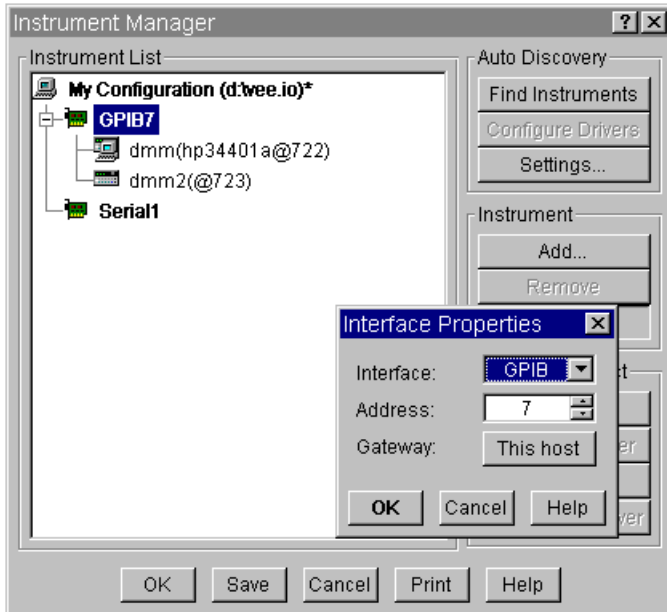 Instrument Manager
Instrument List
My Configuration (d:\vee.io)*
GPIB7
dmm(hp34401a@722)
dmm2(@723)
Serial1
Auto Discovery
Find Instruments
Configure Drivers
Settings...
Instrument
Add...
Remove
Interface Properties
Interface: GPIB
Address: 7
Gateway: This host
OK Cancel Help
OK Save Cancel Print Help